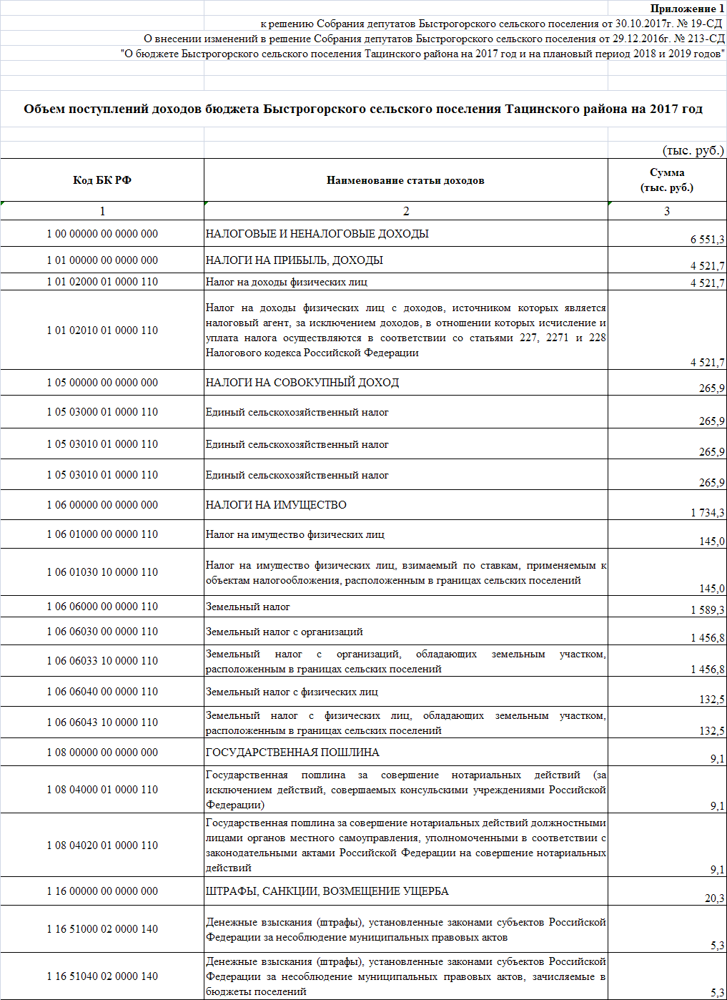 Приложение 1
к решению Собрания депутатов Быстрогорского сельского поселения от 30.10.2017г. № 19-СД
О внесении изменений в решение Собрания депутатов Быстрогорского сельского поселения от 29.12.2016г. № 213-СД
"О бюджете Быстрогорского сельского поселения Тацинского района на 2017 год и на плановый период 2018 и 2019 годов"
Объем поступлений доходов бюджета Быстрогорского сельского поселения Тацинского района на 2017 год
(тыс. руб.)
Код БК РФ Наименование статьи доходов Сумма
(тыс. руб.)
1 2 3
1 00 00000 00 0000 000 НАЛОГОВЫЕ И НЕНАЛОГОВЫЕ ДОХОДЫ 6 551,3
1 01 00000 00 0000 000 НАЛОГИ НА ПРИБЫЛЬ, ДОХОДЫ 4 521,7
1 01 02000 01 0000 110 Налог на доходы физических лиц 4 521,7
1 01 02010 01 0000 110 Налог на доходы физических лиц с доходов, источником которых является
налоговый агент, за исключением доходов, в отношении которых исчисление и
уплата налога осуществляются в соответствии со статьями 227, 2271 и 228
Налогового кодекса Российской Федерации 4 521,7
1 05 00000 00 0000 000 НАЛОГИ НА СОВОКУПНЫЙ ДОХОД 265,9
1 05 03000 01 0000 110 Единый сельскохозяйственный налог 265,9
1 05 03010 01 0000 110 Единый сельскохозяйственный налог 265,9
1 05 03010 01 0000 110 Единый сельскохозяйственный налог 265,9
1 06 00000 00 0000 000 НАЛОГИ НА ИМУЩЕСТВО 1 734,3
1 06 01000 00 0000 110 Налог на имущество физических лиц 145,0
1 06 01030 10 0000 110 Налог на имущество физических лиц, взимаемый по ставкам, применяемым к
объектам налогообложения, расположенным в границах сельских поселений 145,0
1 06 06000 00 0000 110 Земельный налог 1 589,3
1 06 06030 00 0000 110 Земельный налог с организаций 1 456,8
1 06 06033 10 0000 110 Земельный налог с организаций, обладающих земельным участком,
расположенным в границах сельских поселений 1 456,8
1 06 06040 00 0000 110 Земельный налог с физических лиц 132,5
1 06 06043 10 0000 110 Земельный налог с физических лиц, обладающих земельным участком,
расположенным в границах сельских поселений 132,5
1 08 00000 00 0000 000 ГОСУДАРСТВЕННАЯ ПОШЛИНА 9,1
1 08 04000 01 0000 110 Государственная пошлина за совершение нотариальных действий (за
исключением действий, совершаемых консульскими учреждениями Российской
Федерации) 9,1
1 08 04020 01 0000 110 Государственная пошлина за совершение нотариальных действий должностными
лицами органов местного самоуправления, уполномоченными в соответствии с
законодательными актами Российской Федерации на совершение нотариальных
действий 9,1
1 16 00000 00 0000 000 ШТРАФЫ, САНКЦИИ, ВОЗМЕЩЕНИЕ УЩЕРБА 20,3
1 16 51000 02 0000 140 Денежные взыскания (штрафы), установленные законами субъектов Российской
Федерации за несоблюдение муниципальных правовых актов 5,3
1 16 51040 02 0000 140 Денежные взыскания (штрафы), установленные законами субъектов Российской
Федерации за несоблюдение муниципальных правовых актов, зачисляемые в
бюджеты поселений 5,3